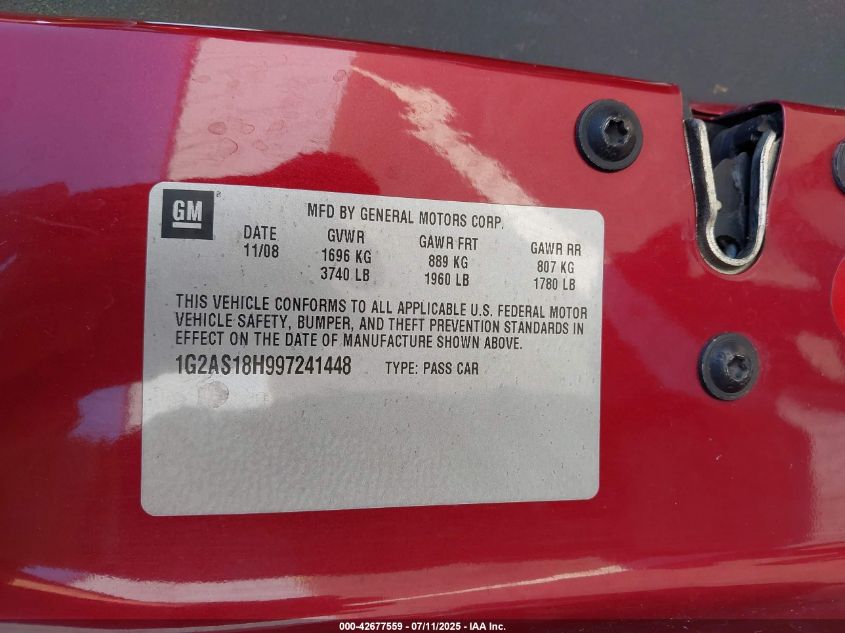 GM
MFD BY GENERAL MOTORS CORP.
DATE GVWR GAWR FRT GAWR RR
11/08 1696 KG 889 KG 807 KG
3740 LB 1960 LB 1780 LB
THIS VEHICLE CONFORMS TO ALL APPLICABLE U.S. FEDERAL MOTOR
VEHICLE SAFETY, BUMPER, AND THEFT PREVENTION STANDARDS IN
EFFECT ON THE DATE OF MANUFACTURE SHOWN ABOVE.
1G2AS18H997241448 TYPE: PASS CAR
000-42677559 - 07/11/2025 - IAA Inc.